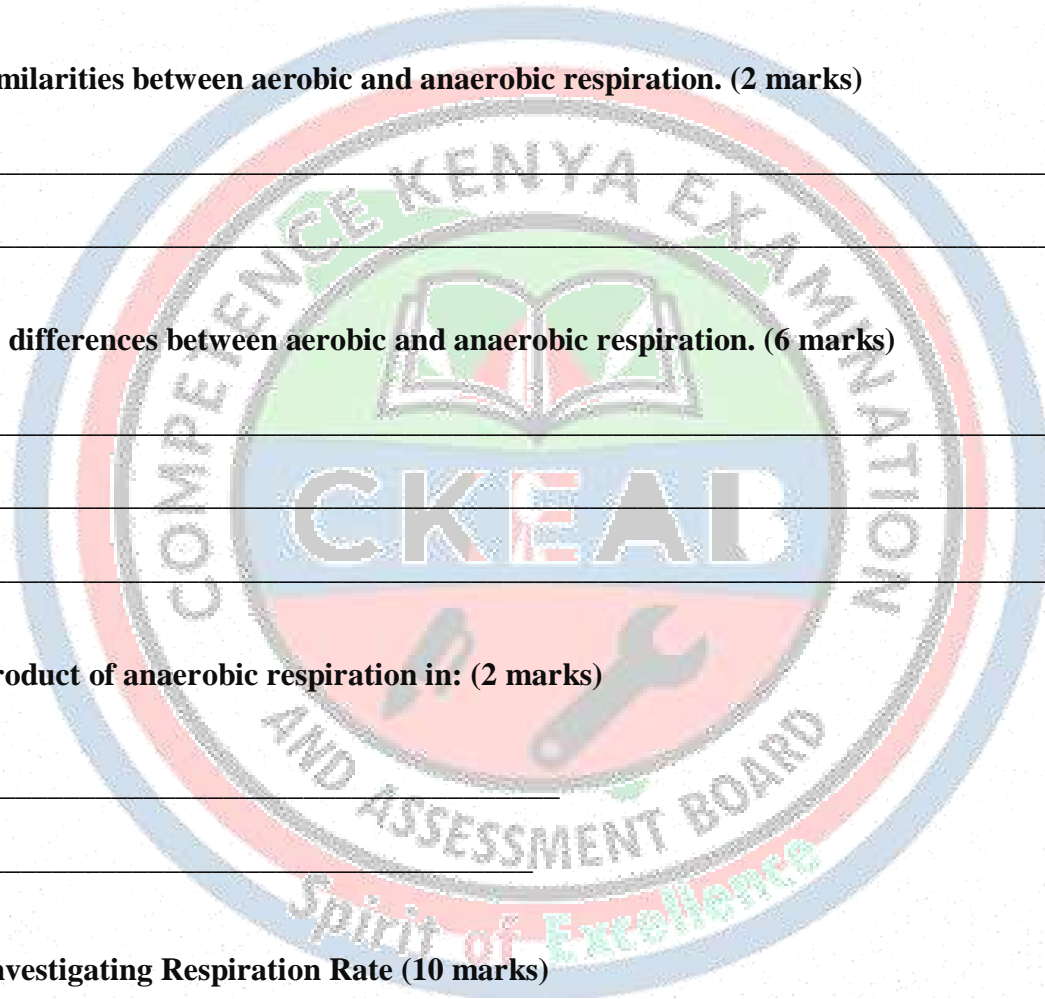 milarities between aerobic and anaerobic respiration. (2 marks)
COMPETENCE KENYA EXAMINATION
differences between aerobic and anaerobic respiration. (6 marks)
CKEAB
roduct of anaerobic respiration in: (2 marks)
AND ASSESSMENT BOARD
Spirit of Excellence
nvestigating Respiration Rate (10 marks)